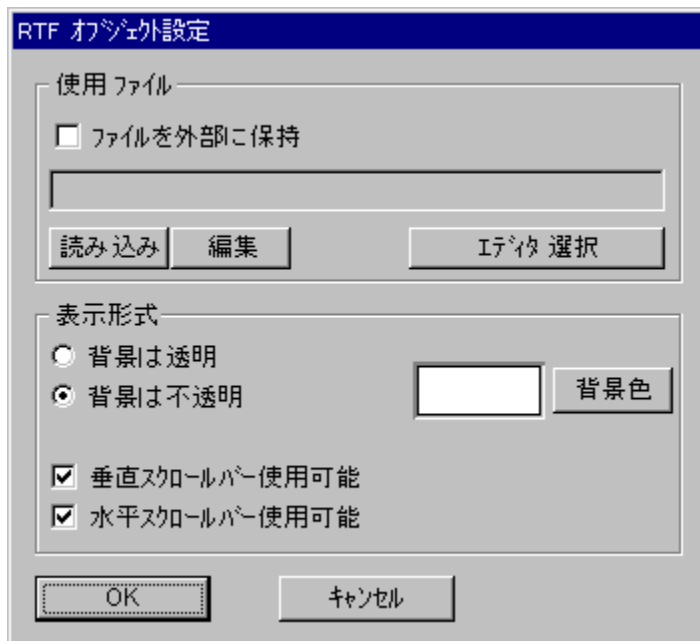 RTF ｵﾌﾞｼﾞｪｸﾄ設定
使用 ﾌｧｲﾙ
ﾌｧｲﾙを外部に保持
読み込み 編集 ｴﾃﾞｨﾀ 選択
表示形式
背景は透明
背景は不透明
背景色
垂直ｽｸﾛｰﾙﾊﾞｰ使用可能
水平ｽｸﾛｰﾙﾊﾞｰ使用可能
OK ｷｬﾝｾﾙ